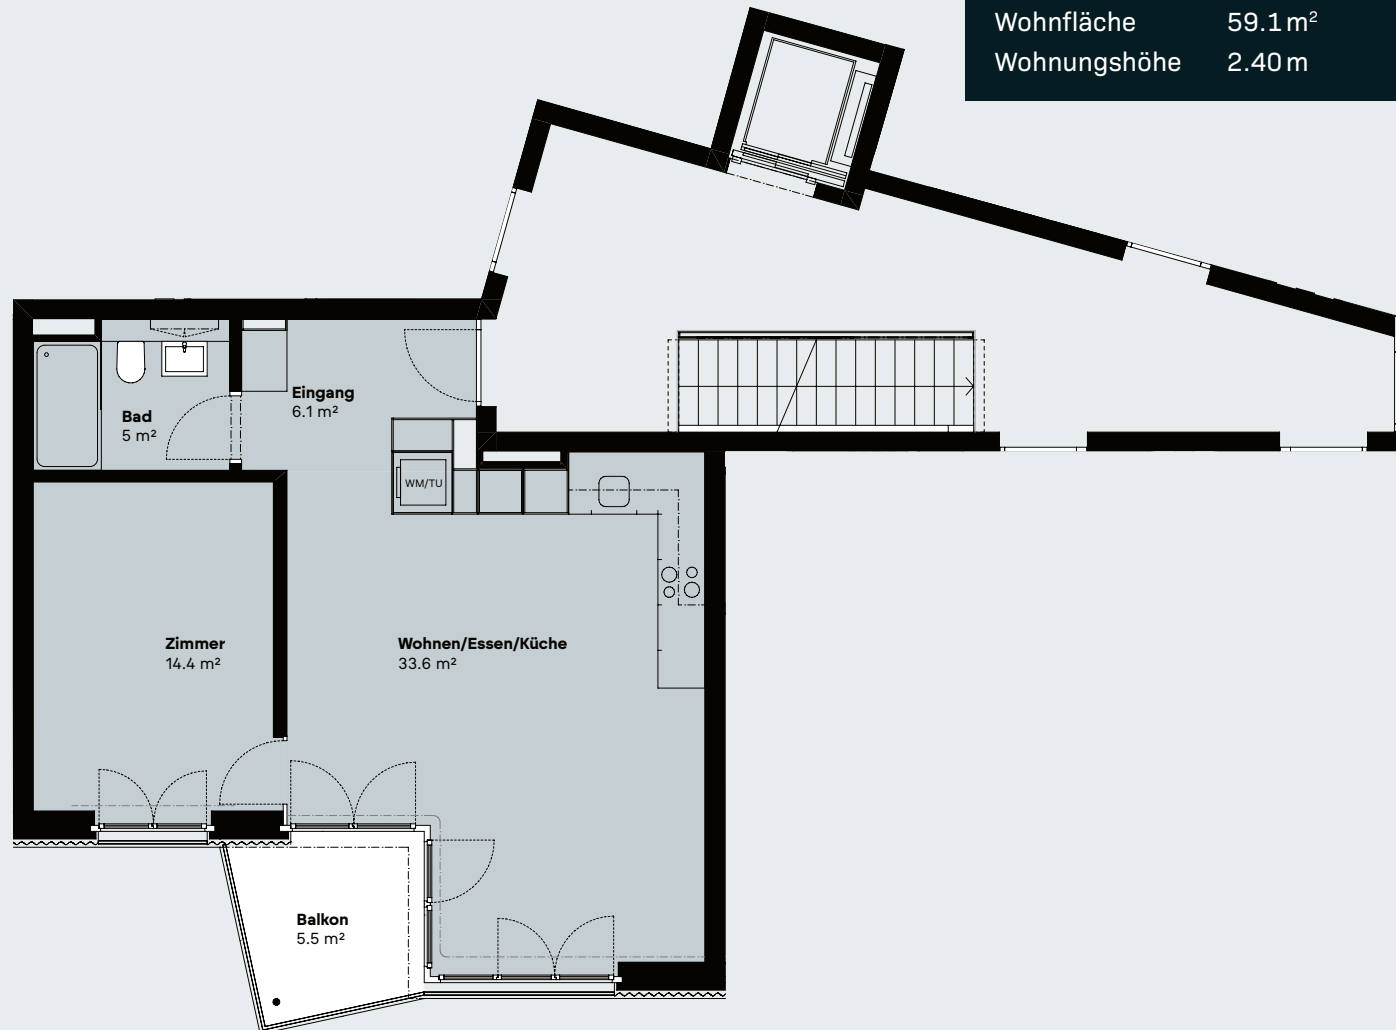 Wohnfläche 59.1 m²
Wohnungshöhe 2.40 m
Eingang
6.1 m²
Bad
5 m²
WM/TU
Zimmer
14.4 m²
Wohnen/Essen/Küche
33.6 m²
Balkon
5.5 m²